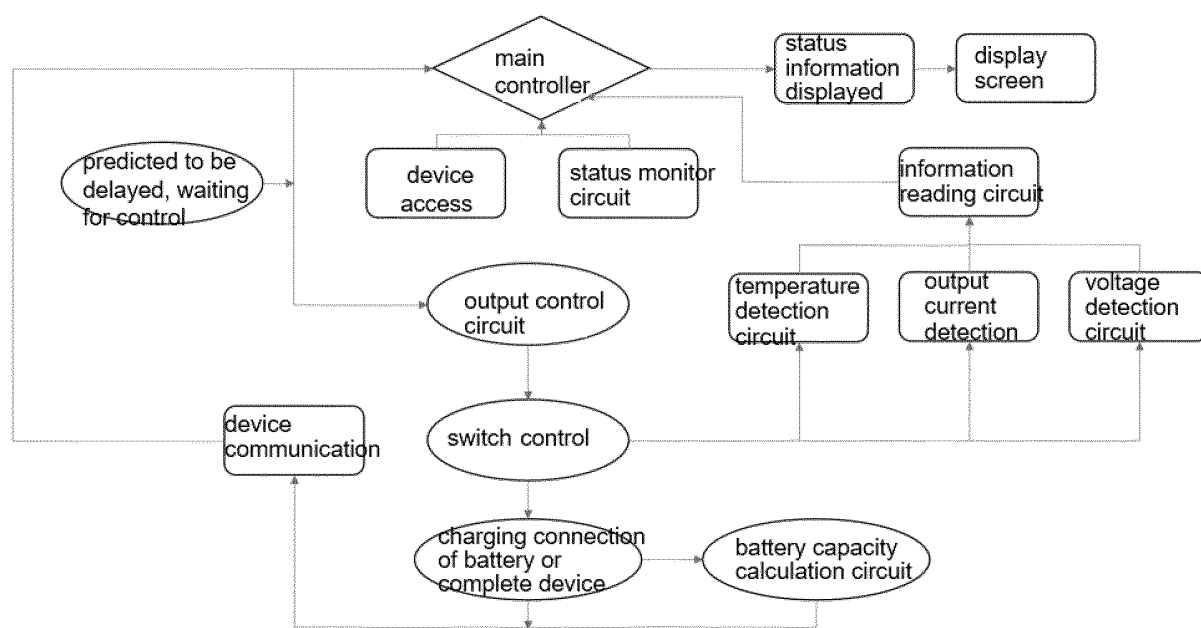 main
controller
status
information
displayed
display
screen
predicted to be
delayed, waiting
for control
device
access
status monitor
circuit
information
reading circuit
output control
circuit
temperature
detection
circuit
output
current
detection
voltage
detection
circuit
device
communication
switch control
charging connection
of battery or
complete device
battery capacity
calculation circuit